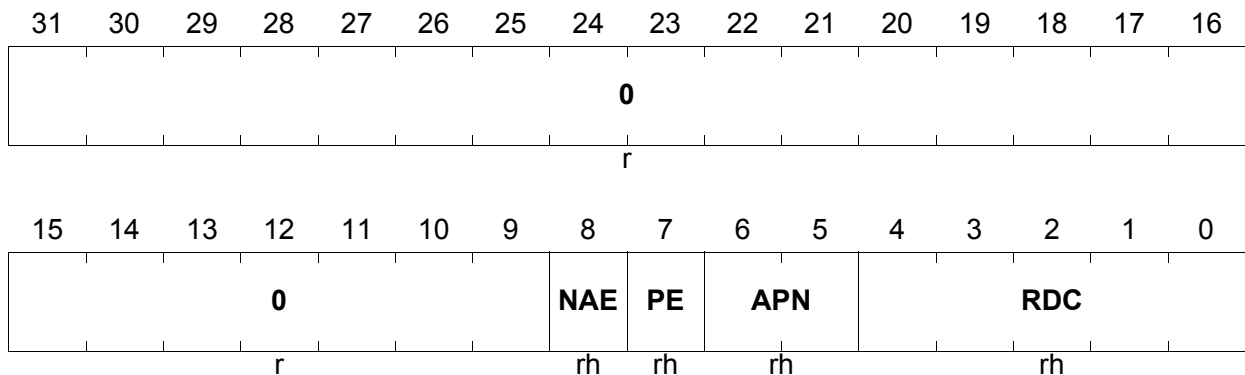 31 30 29 28 27 26 25 24 23 22 21 20 19 18 17 16
0
r
15 14 13 12 11 10 9 8 7 6 5 4 3 2 1 0
0 NAE PE APN RDC
r rh rh rh rh